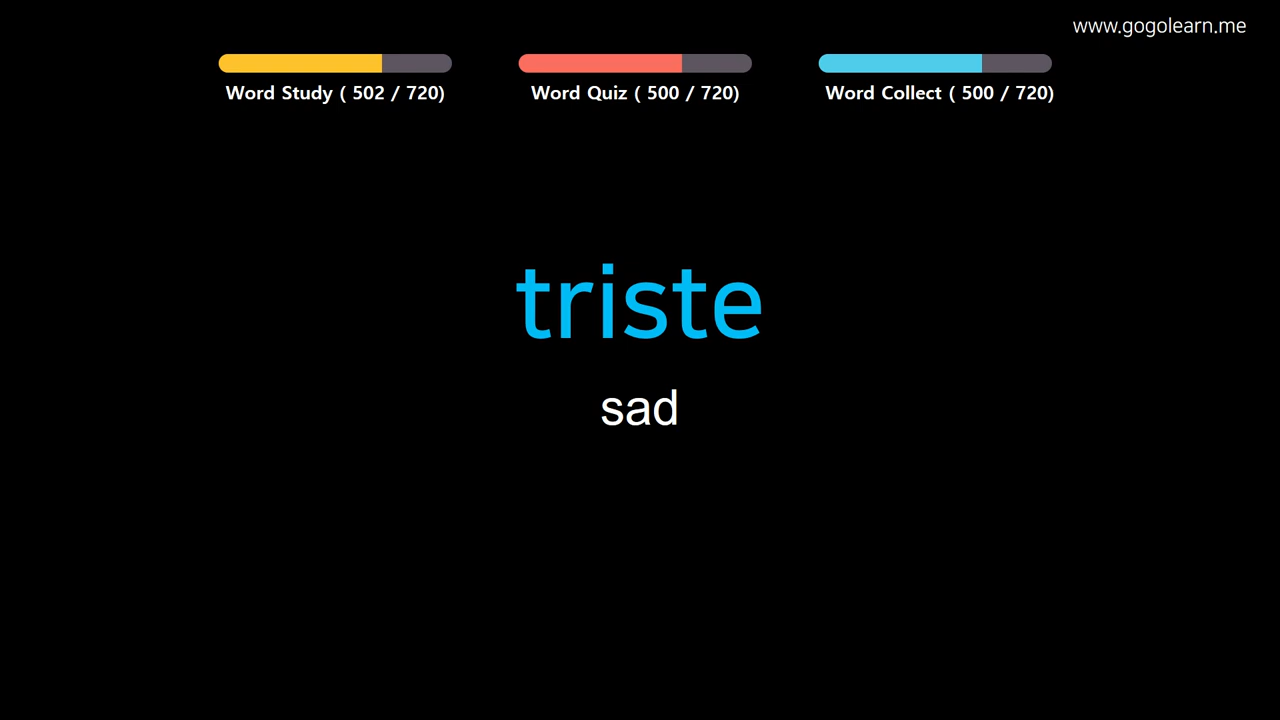 www.gogolearn.me
Word Study ( 502 / 720)
Word Quiz ( 500 / 720)
Word Collect ( 500 / 720)
triste
sad